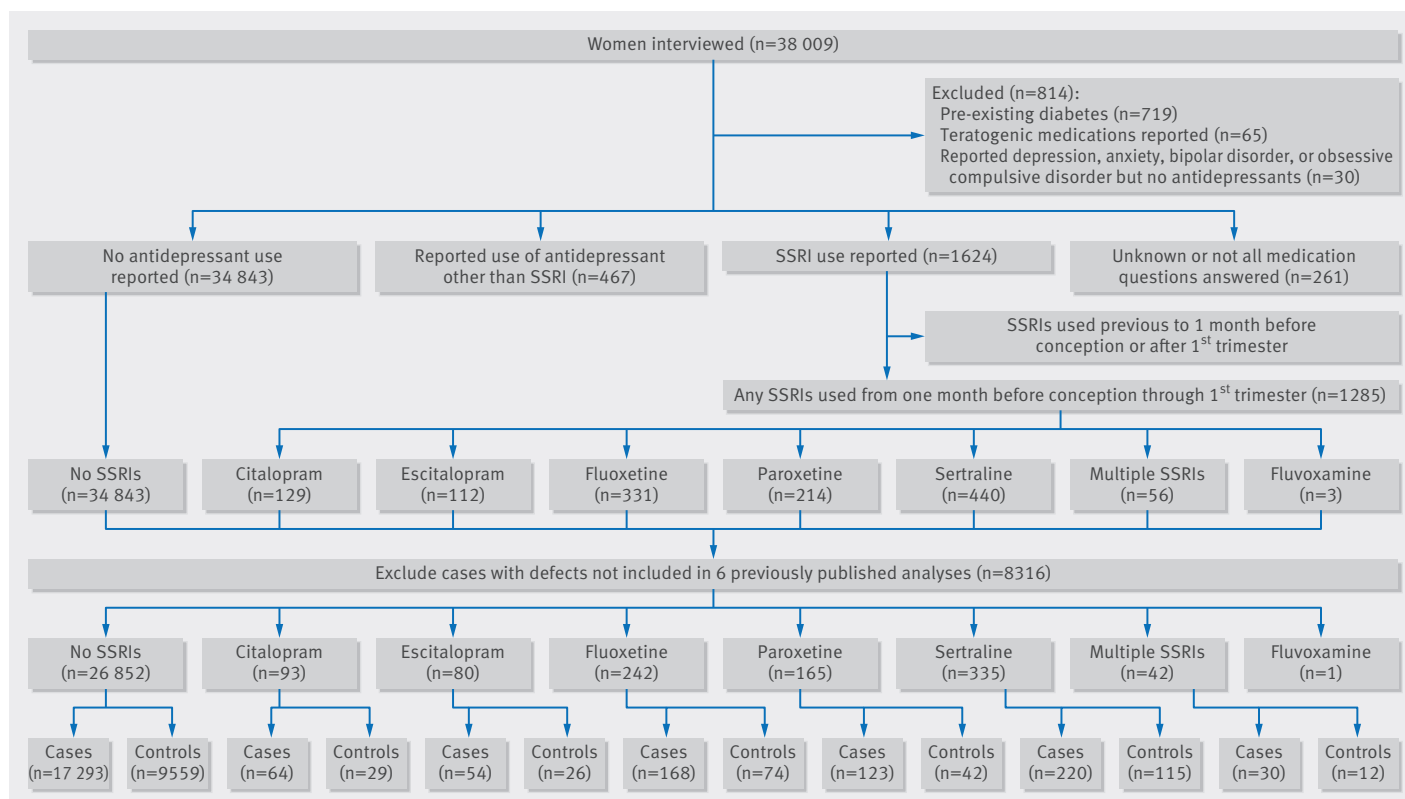 Women interviewed (n=38 009)
Excluded (n=814):
Pre-existing diabetes (n=719)
Teratogenic medications reported (n=65)
Reported depression, anxiety, bipolar disorder, or obsessive
compulsive disorder but no antidepressants (n=30)
No antidepressant use
reported (n=34 843)
Reported use of antidepressant
other than SSRI (n=467)
SSRI use reported (n=1624)
Unknown or not all medication
questions answered (n=261)
SSRIs used previous to 1 month before
conception or after 1st trimester
Any SSRIs used from one month before conception through 1st trimester (n=1285)
No SSRIs
(n=34 843)
Citalopram
(n=129)
Escitalopram
(n=112)
Fluoxetine
(n=331)
Paroxetine
(n=214)
Sertraline
(n=440)
Multiple SSRIs
(n=56)
Fluvoxamine
(n=3)
Exclude cases with defects not included in 6 previously published analyses (n=8316)
No SSRIs
(n=26 852)
Citalopram
(n=93)
Escitalopram
(n=80)
Fluoxetine
(n=242)
Paroxetine
(n=165)
Sertraline
(n=335)
Multiple SSRIs
(n=42)
Fluvoxamine
(n=1)
Cases
(n=17 293)
Controls
(n=9559)
Cases
(n=64)
Controls
(n=29)
Cases
(n=54)
Controls
(n=26)
Cases
(n=168)
Controls
(n=74)
Cases
(n=123)
Controls
(n=42)
Cases
(n=220)
Controls
(n=115)
Cases
(n=30)
Controls
(n=12)